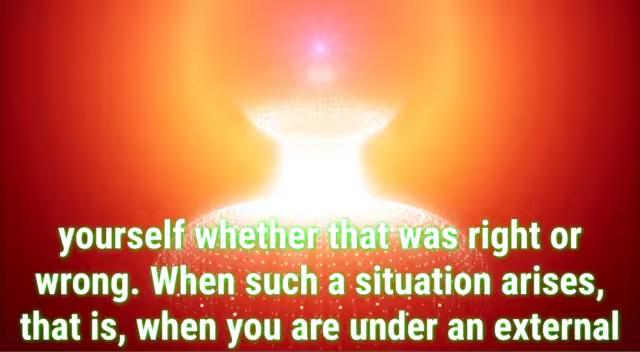 yourself whether that was right or
wrong. When such a situation arises,
that is, when you are under an external